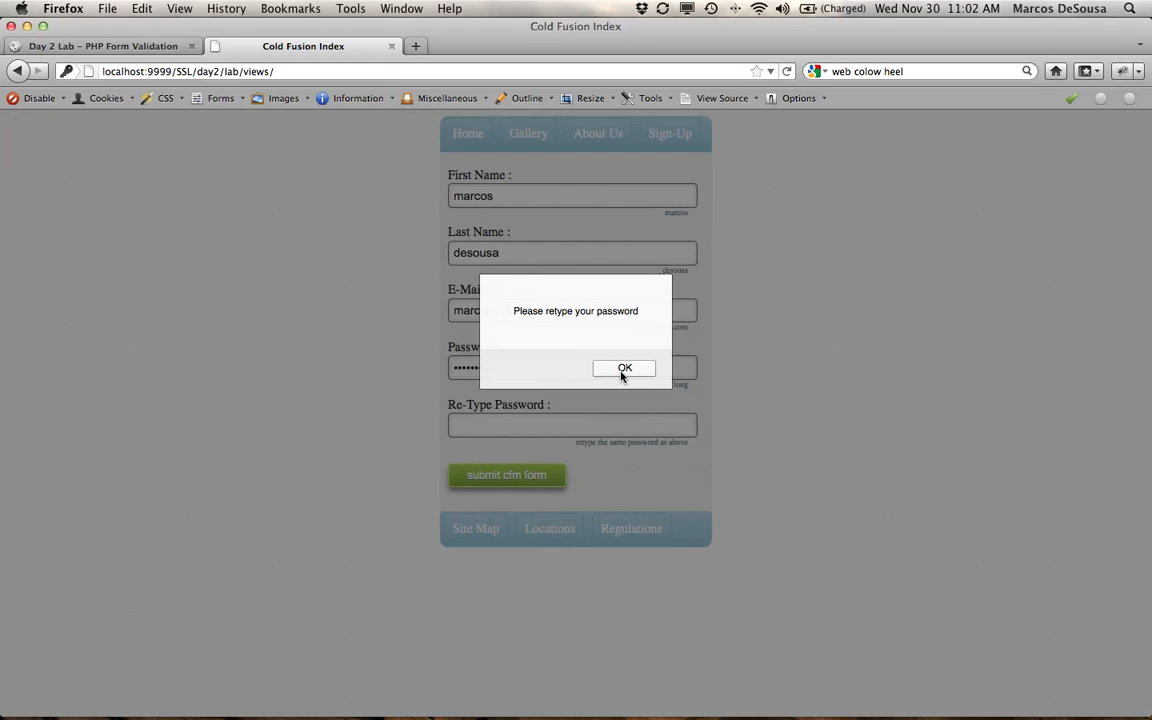 Firefox File Edit View History Bookmarks Tools Window Help (Charged) Wed Nov 30 11:02 AM Marcos DeSousa
Cold Fusion Index
Day 2 Lab – PHP Form Validation Cold Fusion Index
localhost:9999/SSL/day2/lab/views/ web colow heel
Disable Cookies CSS Forms Images Information Miscellaneous Outline Resize Tools View Source Options
Home Gallery About Us Sign-Up
First Name :
marcos
marcos
Last Name :
desousa
desousa
E-Mai
marc
.com
Please retype your password
Passw
long
OK
Re-Type Password :
retype the same password as above
submit cfm form
Site Map Locations Regulations